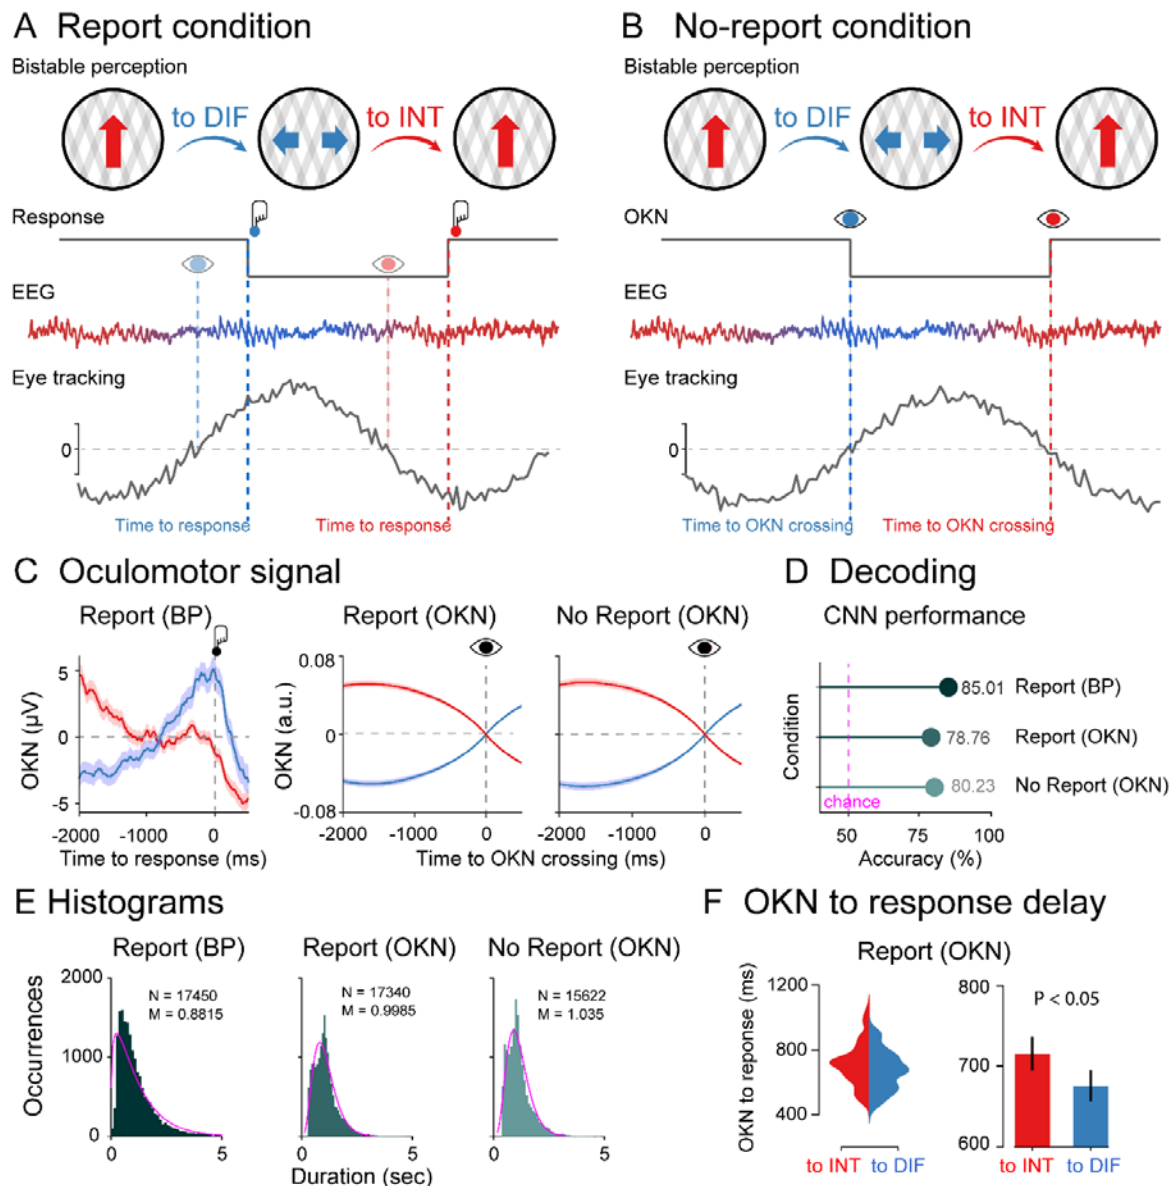 A Report condition
Bistable perception
to DIF
to INT
Response
EEG
Eye tracking
0
Time to response
Time to response
B No-report condition
Bistable perception
to DIF
to INT
OKN
EEG
Eye tracking
0
Time to OKN crossing
Time to OKN crossing
C Oculomotor signal
Report (BP)
OKN (µV)
5
0
-5
-2000 -1000 0
Time to response (ms)
Report (OKN)
No Report (OKN)
OKN (a.u.)
0.08
0
-0.08
-2000 -1000 0
-2000 -1000 0
Time to OKN crossing (ms)
D Decoding
CNN performance
Condition
85.01 Report (BP)
78.76 Report (OKN)
80.23 No Report (OKN)
chance
50 75 100
Accuracy (%)
E Histograms
Report (BP)
Report (OKN)
No Report (OKN)
Occurrences
2000
1000
0
N = 17450
M = 0.8815
N = 17340
M = 0.9985
N = 15622
M = 1.035
0 5
0 5
0 5
Duration (sec)
F OKN to response delay
Report (OKN)
OKN to reponse (ms)
1200
800
400
to INT to DIF
800
700
600
P < 0.05
to INT to DIF